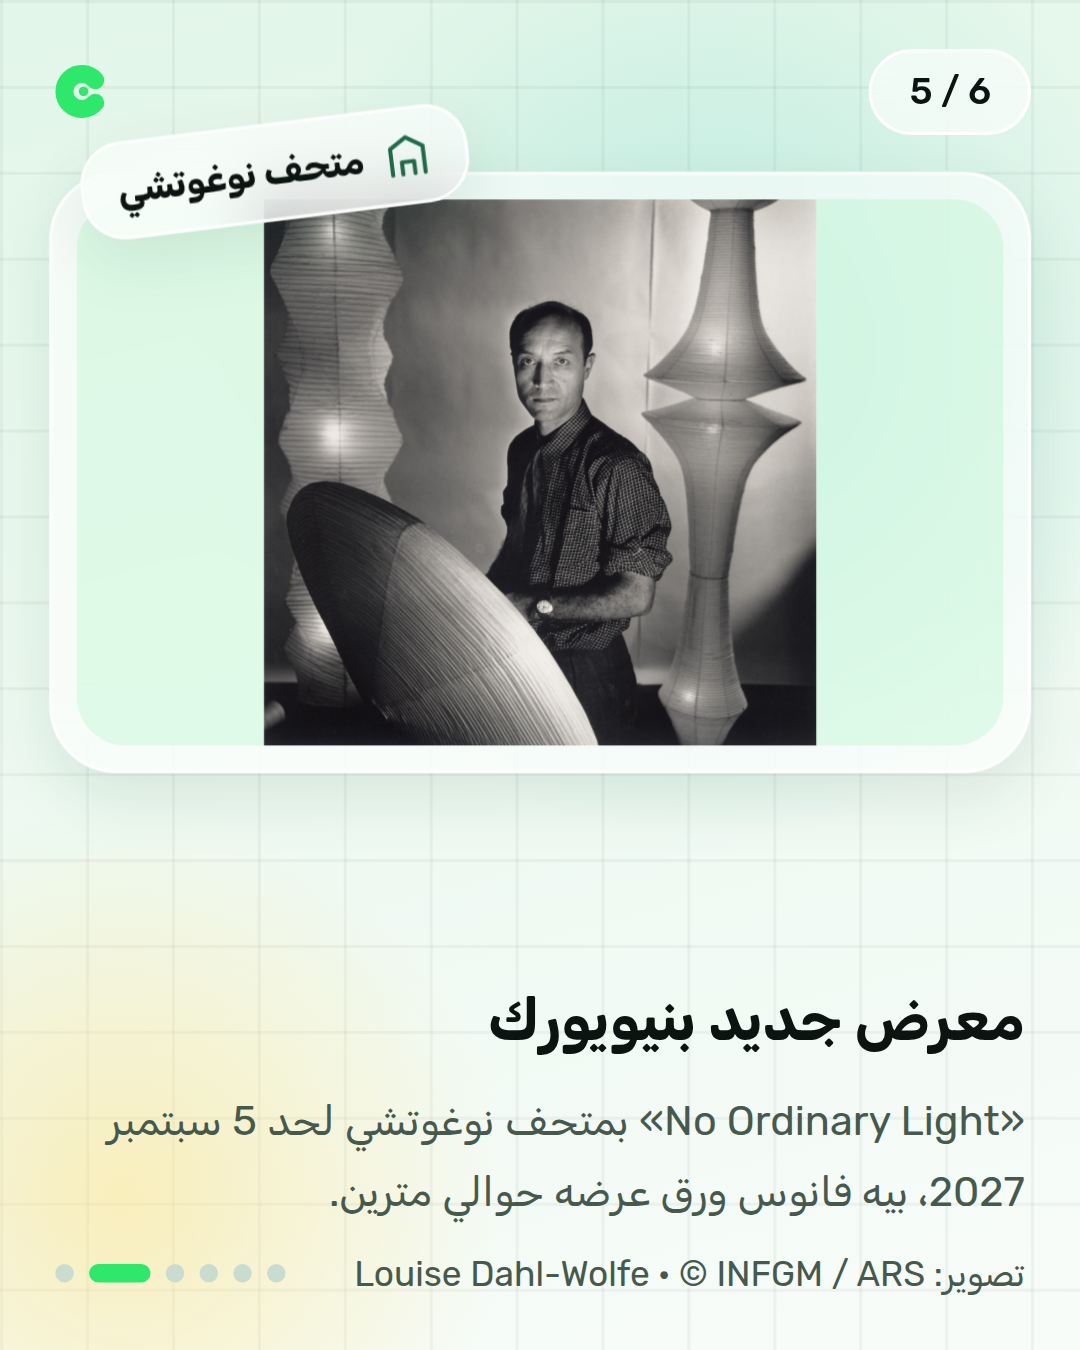 5 / 6
متحف نوغوتشي
معرض جديد بنيويورك
«No Ordinary Light» بمتحف نوغوتشي لحد 5 سبتمبر
2027، بيه فانوس ورق عرضه حوالي مترين.
تصوير: Louise Dahl-Wolfe • © INFGM / ARS